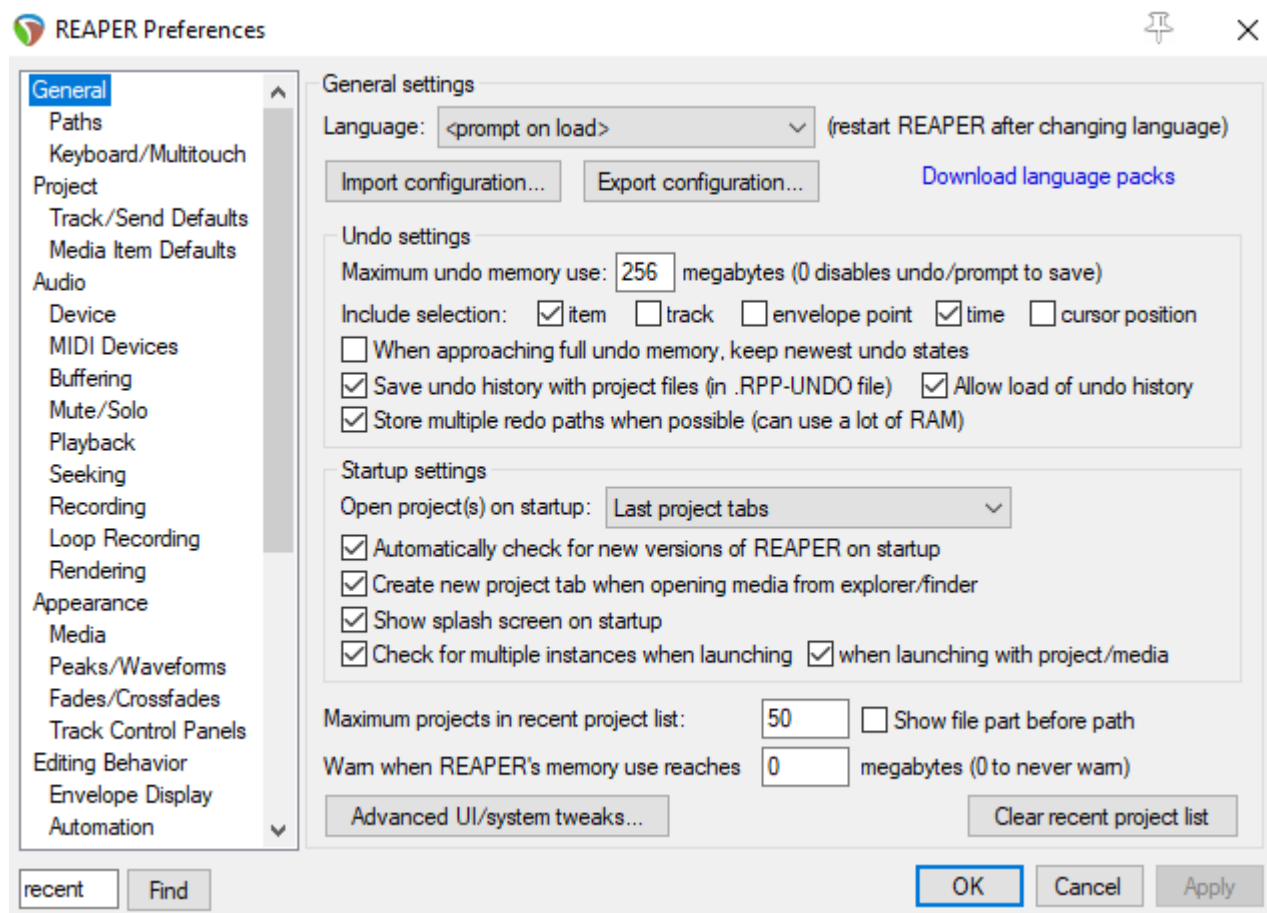 REAPER Preferences
General
Paths
Keyboard/Multitouch
Project
Track/Send Defaults
Media Item Defaults
Audio
Device
MIDI Devices
Buffering
Mute/Solo
Playback
Seeking
Recording
Loop Recording
Rendering
Appearance
Media
Peaks/Waveforms
Fades/Crossfades
Track Control Panels
Editing Behavior
Envelope Display
Automation
recent Find
General settings
Language: <prompt on load> (restart REAPER after changing language)
Import configuration... Export configuration... Download language packs
Undo settings
Maximum undo memory use: 256 megabytes (0 disables undo/prompt to save)
Include selection: item track envelope point time cursor position
When approaching full undo memory, keep newest undo states
Save undo history with project files (in .RPP-UNDO file) Allow load of undo history
Store multiple redo paths when possible (can use a lot of RAM)
Startup settings
Open project(s) on startup: Last project tabs
Automatically check for new versions of REAPER on startup
Create new project tab when opening media from explorer/finder
Show splash screen on startup
Check for multiple instances when launching when launching with project/media
Maximum projects in recent project list: 50 Show file part before path
Warn when REAPER's memory use reaches 0 megabytes (0 to never warn)
Advanced UI/system tweaks... Clear recent project list
OK Cancel Apply